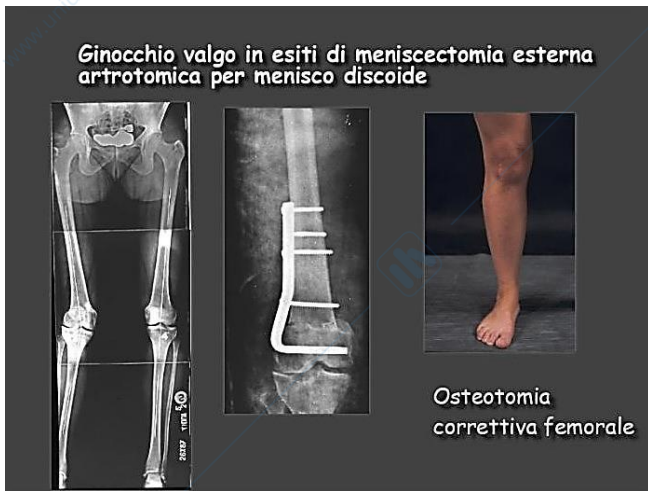 Ginocchio valgo in esiti di meniscectomia esterna
artrotomica per menisco discoide
Osteotomia
correttiva femorale